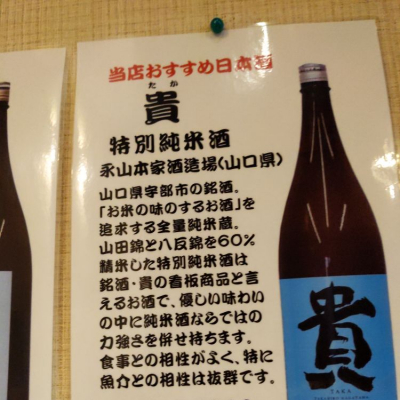 当店おすすめ日本酒
たか
貴
特別純米酒
永山本家酒造場(山口県)
山口県宇部市の銘酒。
「お米の味のするお酒」を
追求する全量純米蔵。
山田錦と八反錦を60%
精米した特別純米酒は
銘酒・貴の看板商品と言
えるお酒で、優しい味わい
の中に純米酒ならではの
力強さを併せ持ちます。
食事との相性がよく、特に
魚介との相性は抜群です。
貴
TAKA